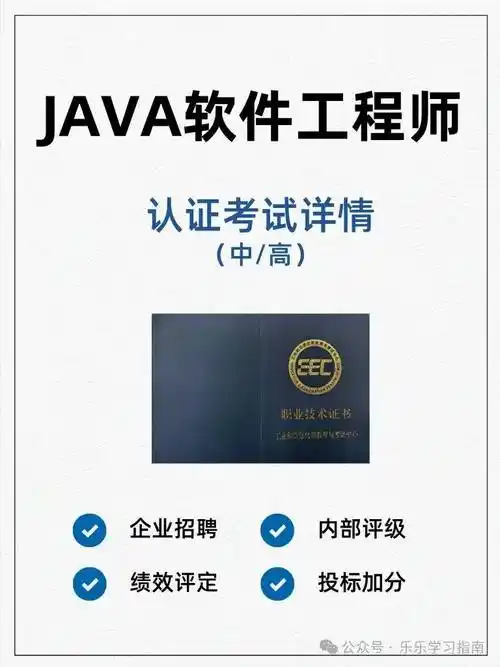 JAVA软件工程师
认证考试详情
（中/高）
EEC
职业技术证书
企业招聘
内部评级
绩效评定
投标加分
公众号 · 乐乐学习指南